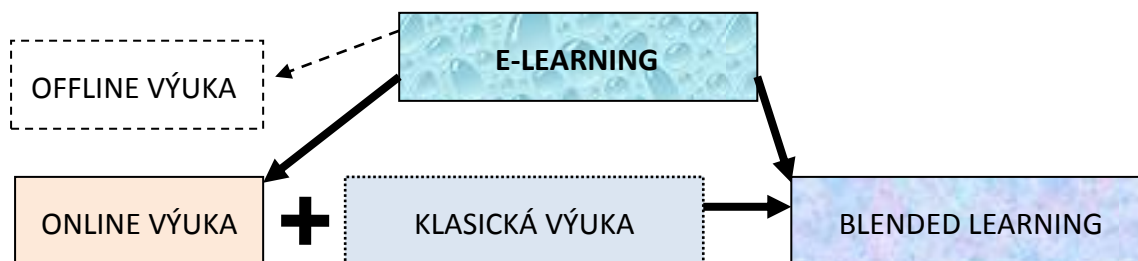 E-LEARNING
OFFLINE VÝUKA
ONLINE VÝUKA + KLASICKÁ VÝUKA BLENDED LEARNING